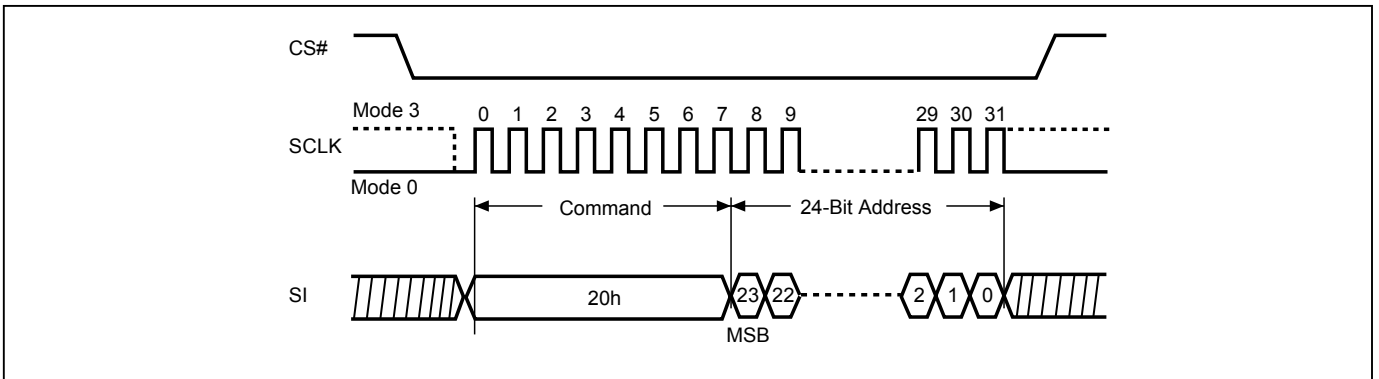 CS#
Mode 3
0 1 2 3 4 5 6 7 8 9 29 30 31
SCLK
Mode 0
Command 24-Bit Address
SI 20h 23 22 2 1 0
MSB